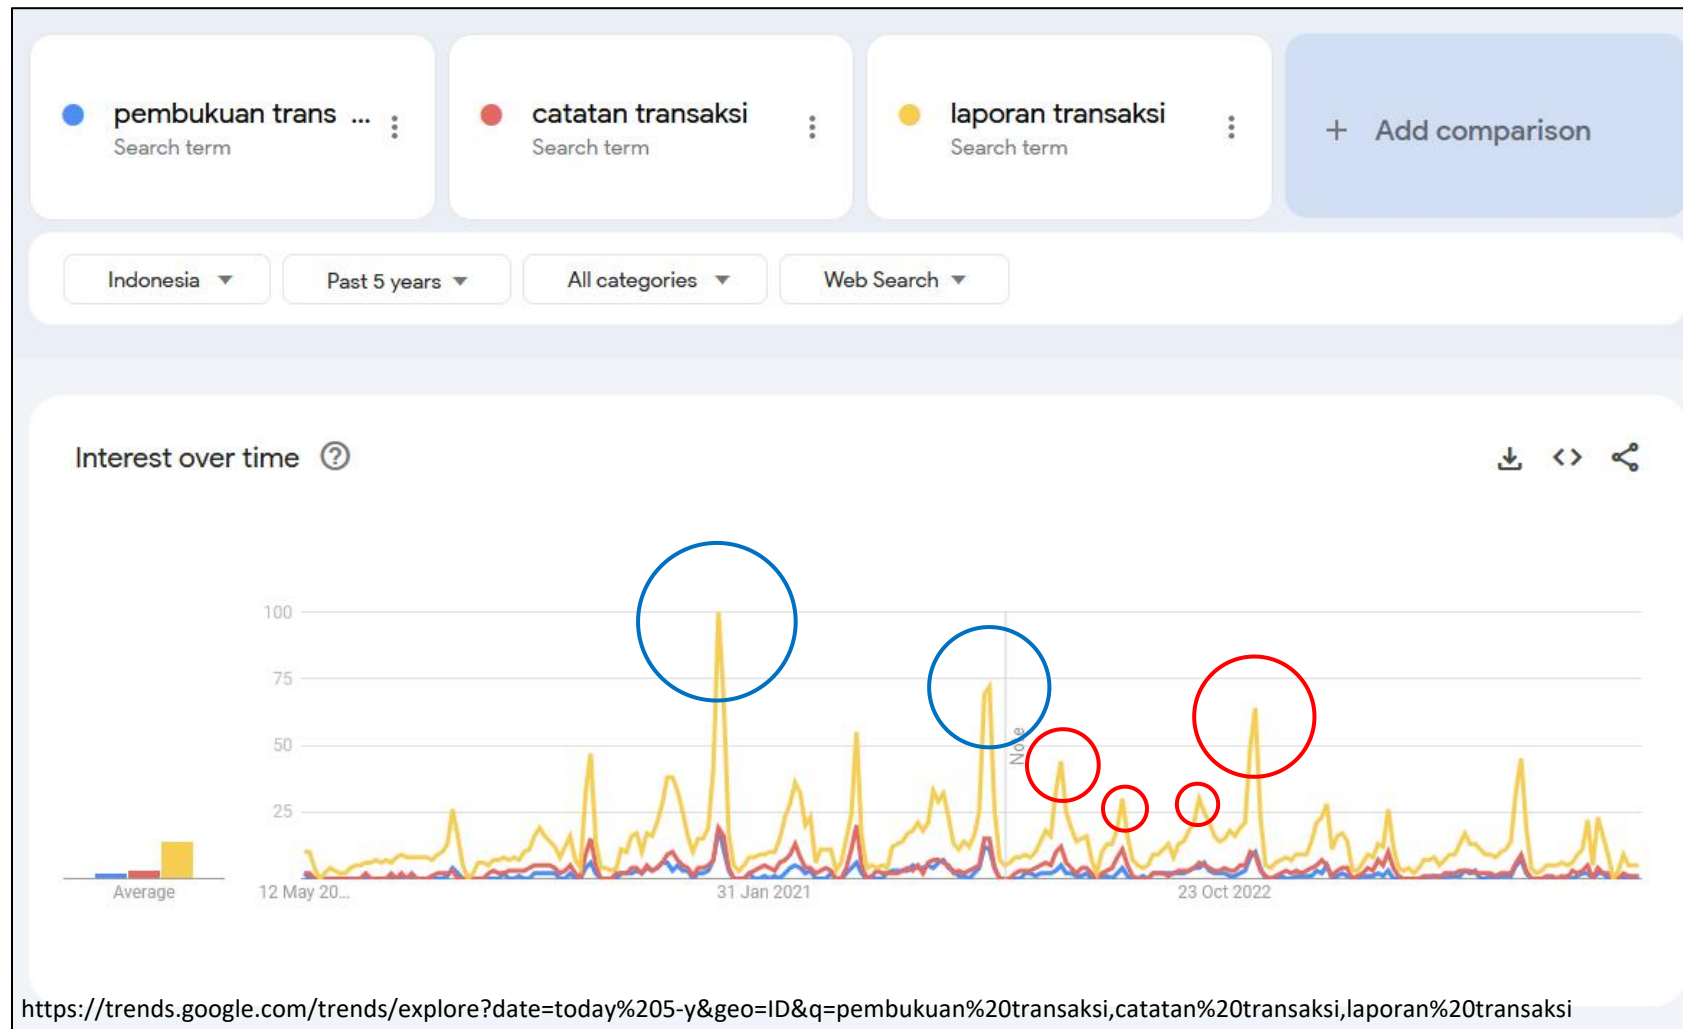 pembukuan trans ...
Search term
catatan transaksi
Search term
laporan transaksi
Search term
+ Add comparison
Indonesia
Past 5 years
All categories
Web Search
Interest over time
100
75
50
25
Note
Average
12 May 20...
31 Jan 2021
23 Oct 2022
https://trends.google.com/trends/explore?date=today%205-y&geo=ID&q=pembukuan%20transaksi,catatan%20transaksi,laporan%20transaksi